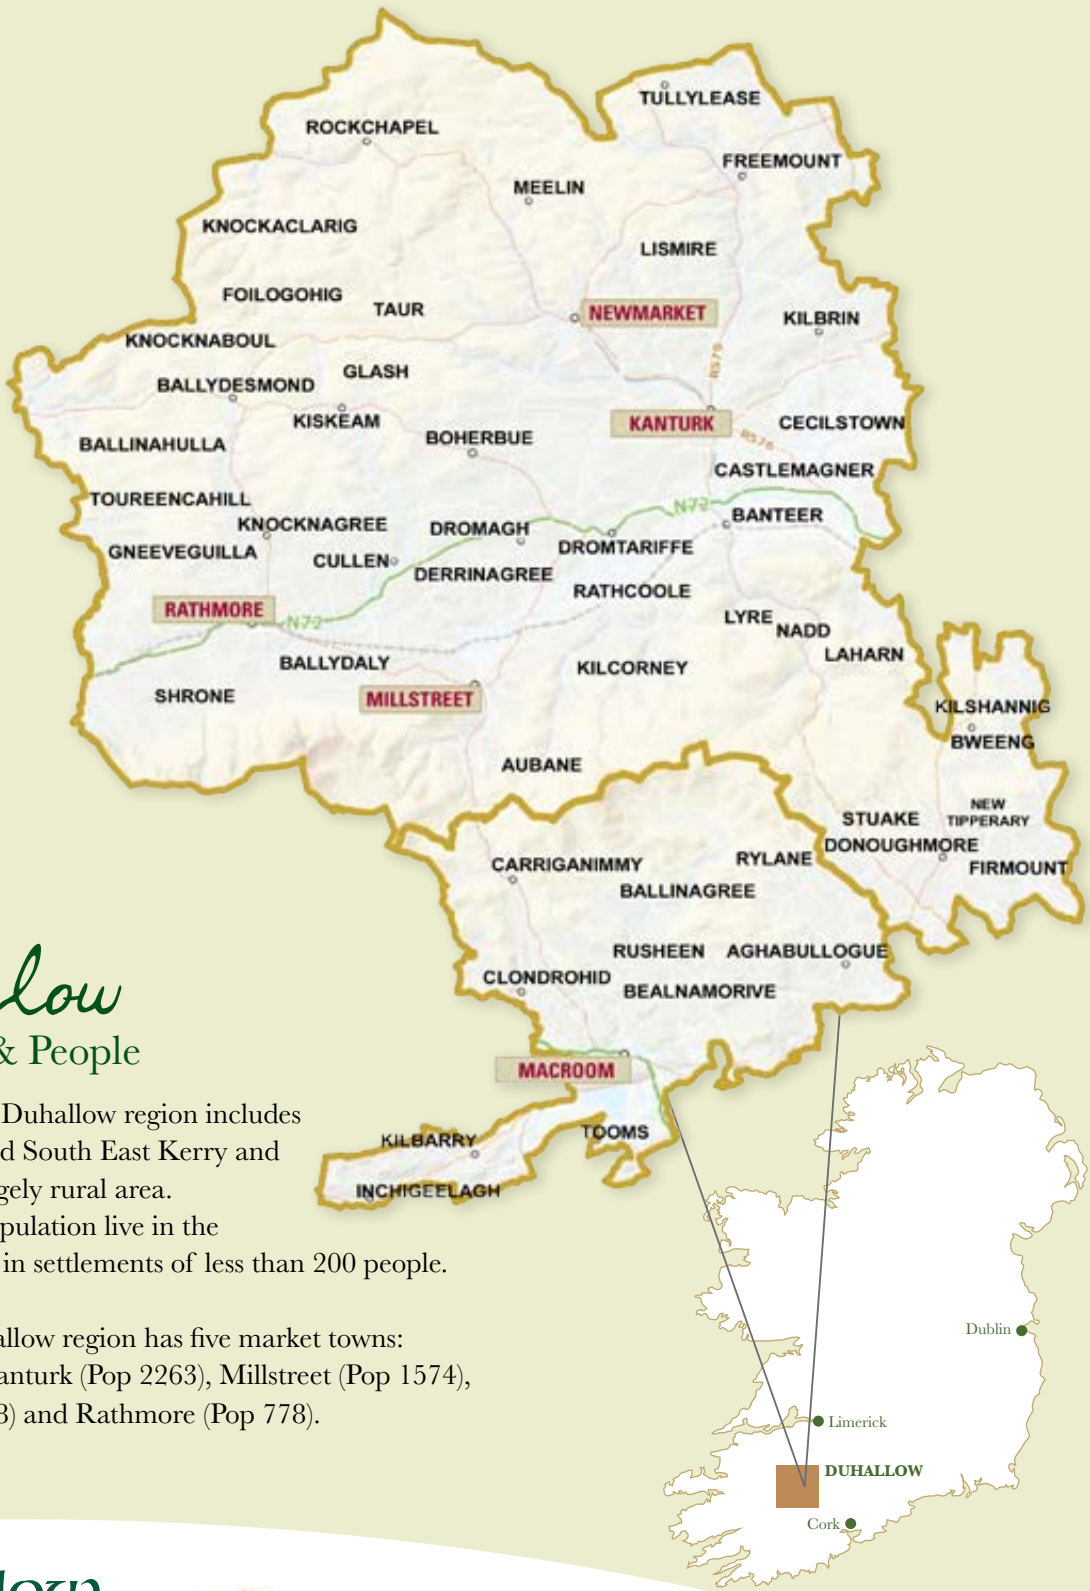 TULLYLEASE
ROCKCHAPEL
FREEMOUNT
MEELIN
KNOCKACLARIG
LISMIRE
FOILOGOHIG
TAUR
NEWMARKET
KILBRIN
KNOCKNABOUL
R579
GLASH
BALLYDESMOND
KISKEAM
KANTURK
CECILSTOWN
BOHERBUE
R576
BALLINAHULLA
CASTLEMAGNER
TOUREENCAHILL
N72
BANTEER
KNOCKNAGREE
DROMAGH
GNEEVEGUILLA
CULLEN
DROMTARIFFE
DERRINAGREE
RATHCOOLE
RATHMORE
N72
LYRE
NADD
LAHARN
BALLYDALY
KILCORNEY
SHRONE
MILLSTREET
KILSHANNIG
BWEENG
AUBANE
NEW
TIPPERARY
STUAKE
DONOUGHMORE
FIRMOUNT
CARRIGANIMMY
RYLANE
BALLINAGREE
RUSHEEN
AGHABULLOGUE
CLONDROHID
BEALNAMORIVE
MACROOM
TOOMS
KILBARRY
INCHIGEELAGH
low
& People
Duhallow region includes
d South East Kerry and
gely rural area.
pulation live in the
in settlements of less than 200 people.
allow region has five market towns:
anturk (Pop 2263), Millstreet (Pop 1574),
8) and Rathmore (Pop 778).
Dublin
Limerick
DUHALLOW
Cork